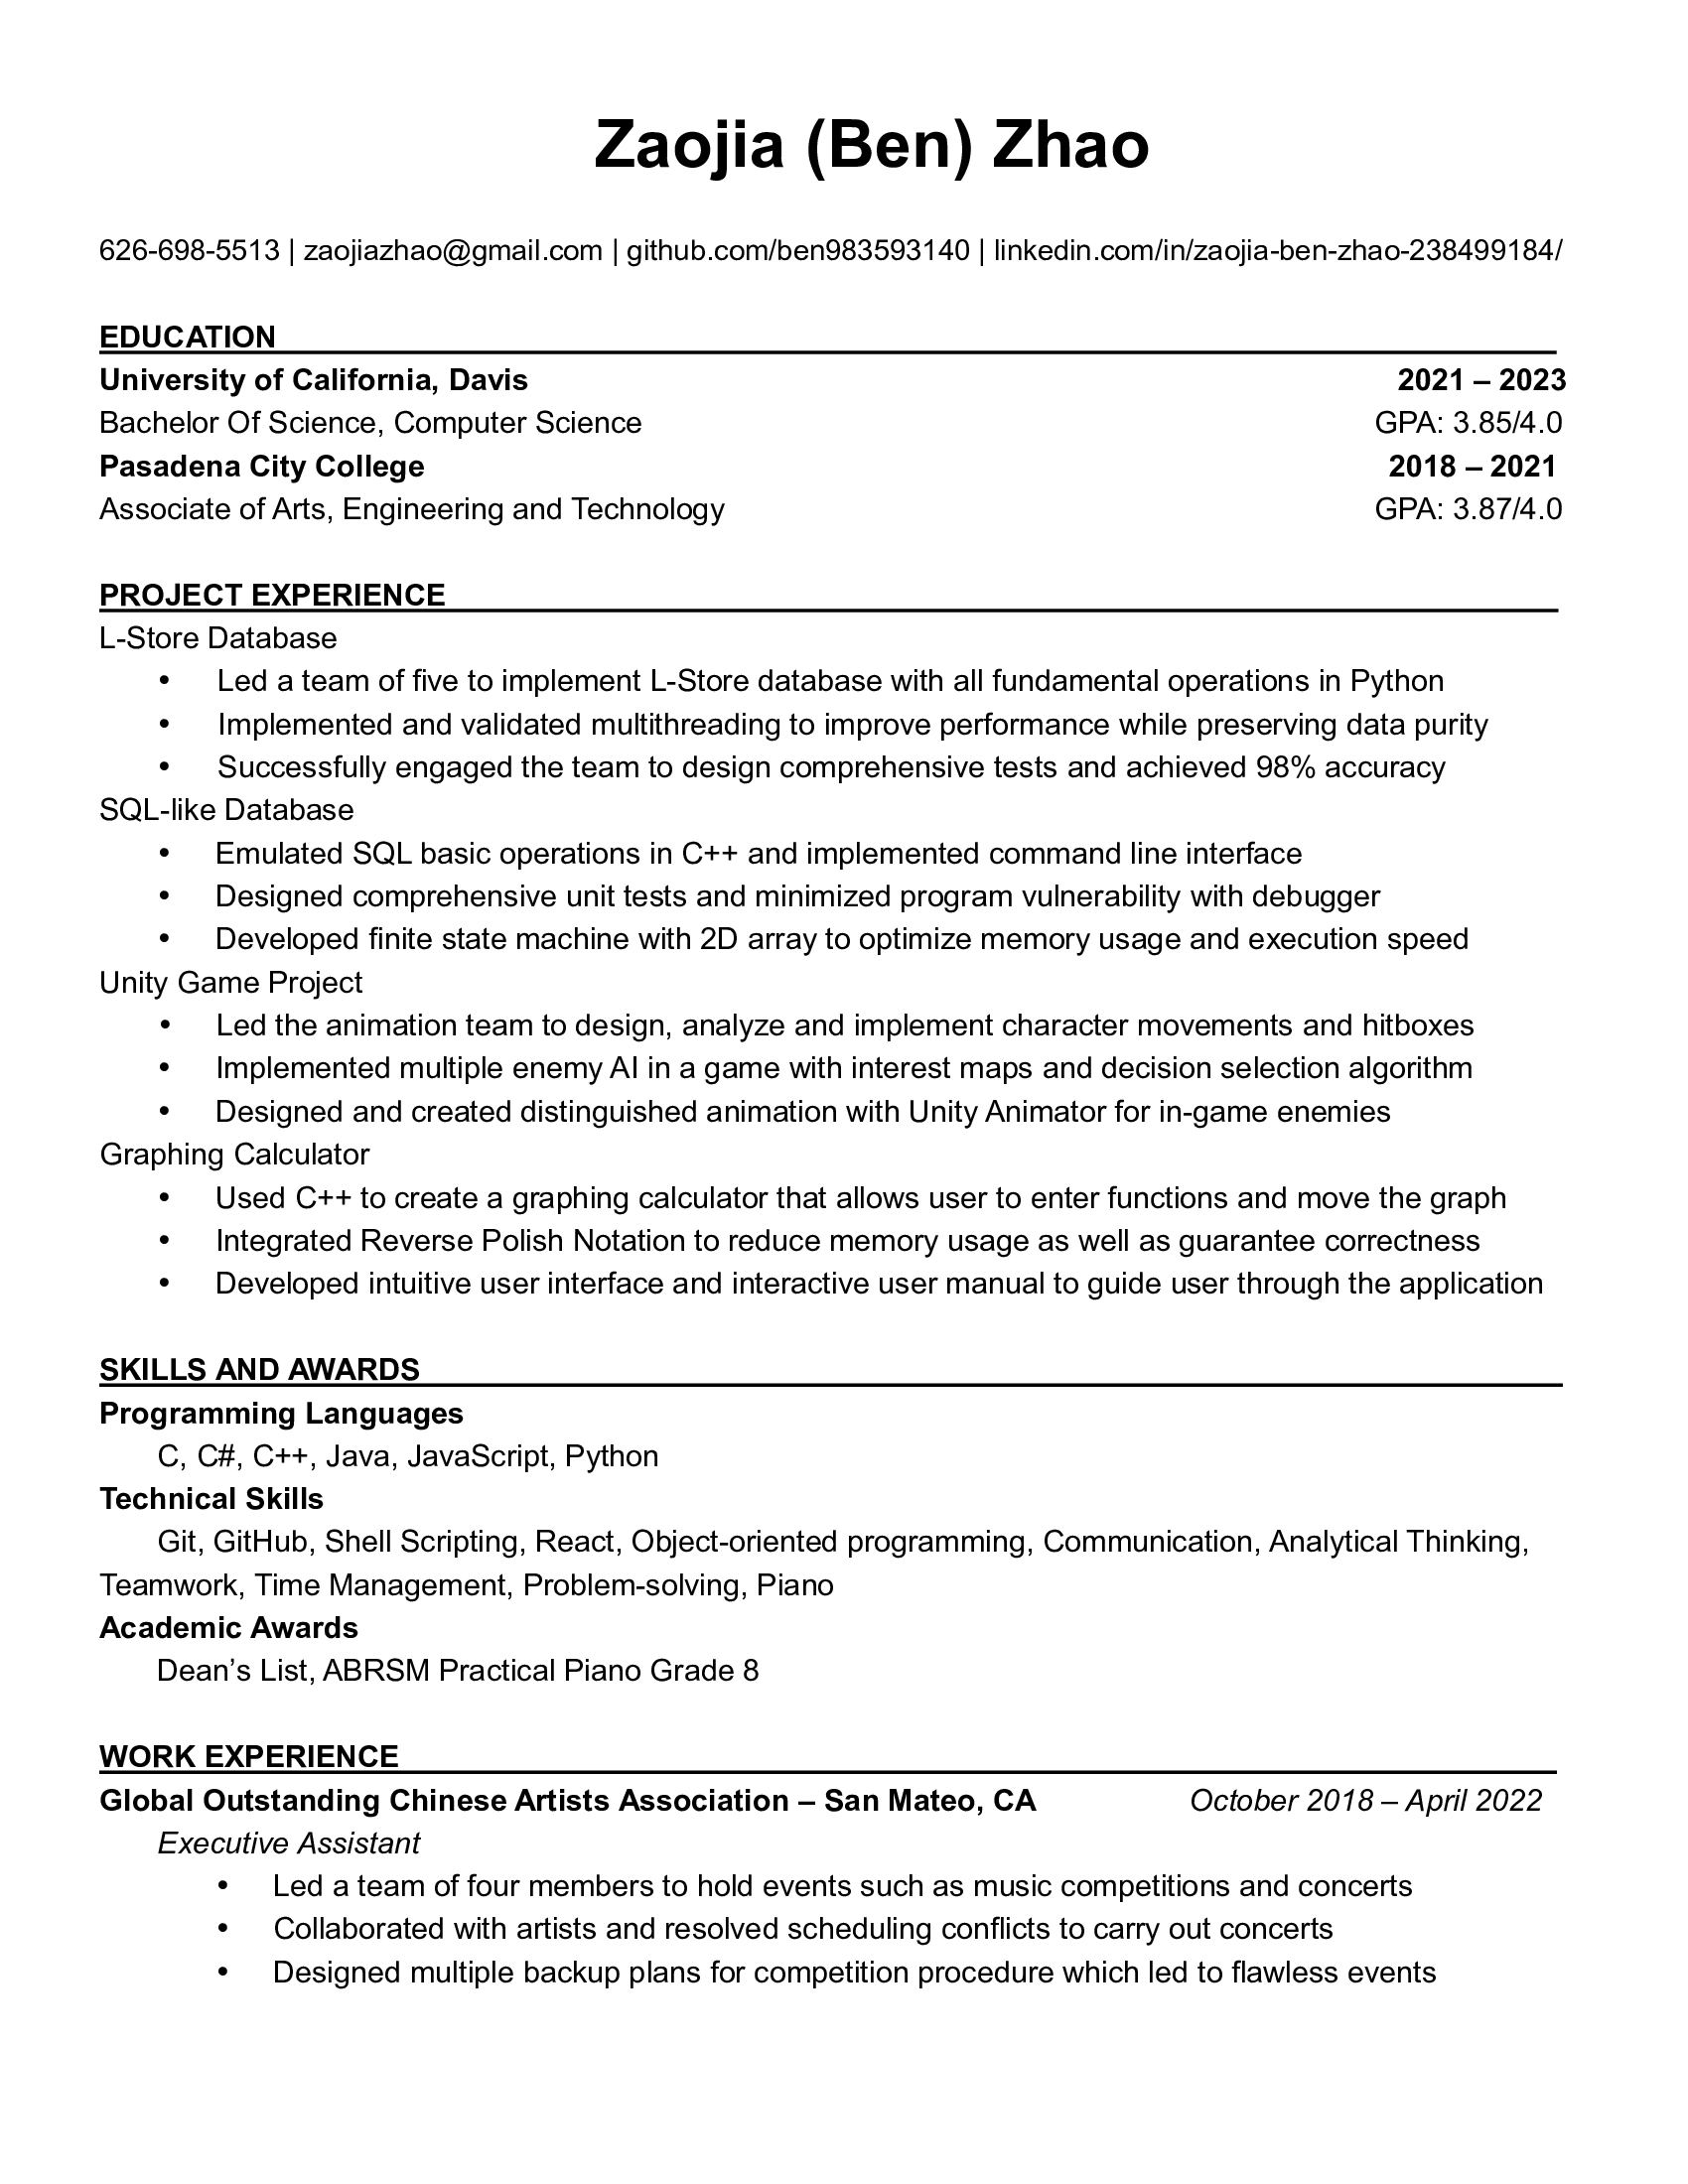 Zaojia (Ben) Zhao
626-698-5513 | zaojiazhao@gmail.com | github.com/ben983593140 | linkedin.com/in/zaojia-ben-zhao-238499184/
EDUCATION
University of California, Davis 2021 – 2023
Bachelor Of Science, Computer Science GPA: 3.85/4.0
Pasadena City College 2018 – 2021
Associate of Arts, Engineering and Technology GPA: 3.87/4.0
PROJECT EXPERIENCE
L-Store Database
• Led a team of five to implement L-Store database with all fundamental operations in Python
• Implemented and validated multithreading to improve performance while preserving data purity
• Successfully engaged the team to design comprehensive tests and achieved 98% accuracy
SQL-like Database
• Emulated SQL basic operations in C++ and implemented command line interface
• Designed comprehensive unit tests and minimized program vulnerability with debugger
• Developed finite state machine with 2D array to optimize memory usage and execution speed
Unity Game Project
• Led the animation team to design, analyze and implement character movements and hitboxes
• Implemented multiple enemy AI in a game with interest maps and decision selection algorithm
• Designed and created distinguished animation with Unity Animator for in-game enemies
Graphing Calculator
• Used C++ to create a graphing calculator that allows user to enter functions and move the graph
• Integrated Reverse Polish Notation to reduce memory usage as well as guarantee correctness
• Developed intuitive user interface and interactive user manual to guide user through the application
SKILLS AND AWARDS
Programming Languages
C, C#, C++, Java, JavaScript, Python
Technical Skills
Git, GitHub, Shell Scripting, React, Object-oriented programming, Communication, Analytical Thinking,
Teamwork, Time Management, Problem-solving, Piano
Academic Awards
Dean’s List, ABRSM Practical Piano Grade 8
WORK EXPERIENCE
Global Outstanding Chinese Artists Association – San Mateo, CA October 2018 – April 2022
Executive Assistant
• Led a team of four members to hold events such as music competitions and concerts
• Collaborated with artists and resolved scheduling conflicts to carry out concerts
• Designed multiple backup plans for competition procedure which led to flawless events